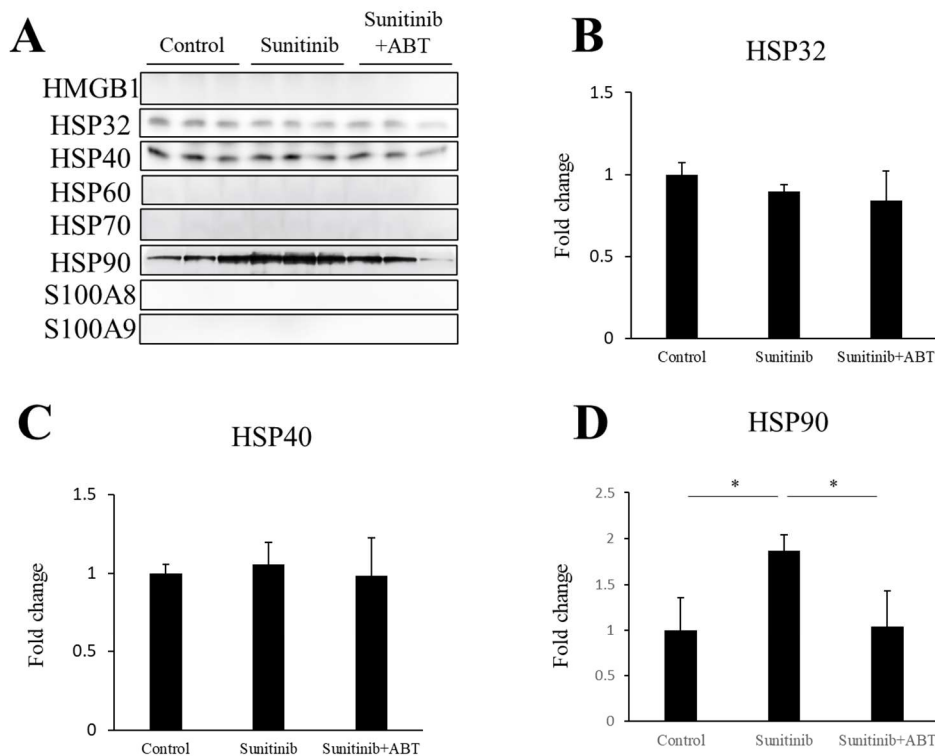 A
Control
Sunitinib
Sunitinib
+ABT
HMGB1
HSP32
HSP40
HSP60
HSP70
HSP90
S100A8
S100A9
B
HSP32
Fold change
1.5
1
0.5
0
Control
Sunitinib
Sunitinib+ABT
C
HSP40
Fold change
1.5
1
0.5
0
Control
Sunitinib
Sunitinib+ABT
D
HSP90
Fold change
2.5
2
1.5
1
0.5
0
*
*
Control
Sunitinib
Sunitinib+ABT